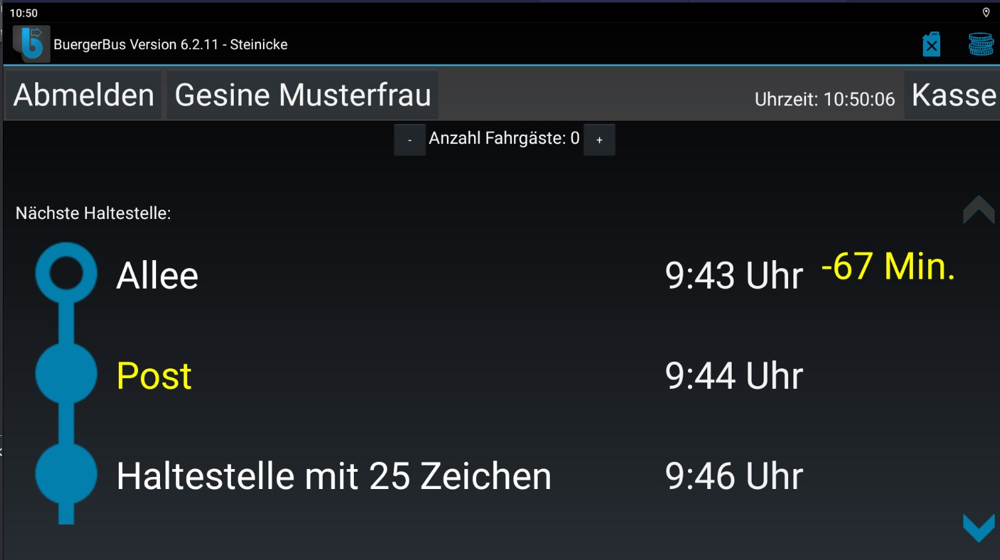 10:50
BuergerBus Version 6.2.11 - Steinicke
Abmelden Gesine Musterfrau Uhrzeit: 10:50:06 Kasse
- Anzahl Fahrgäste: 0 +
Nächste Haltestelle:
Allee 9:43 Uhr -67 Min.
Post 9:44 Uhr
Haltestelle mit 25 Zeichen 9:46 Uhr